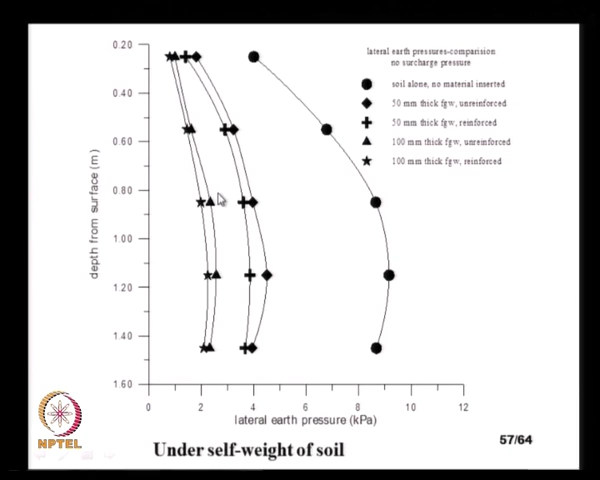 lateral earth pressures-comparision
no surcharge pressure
soil alone, no material inserted
50 mm thick fgw, unreinforced
50 mm thick fgw, reinforced
100 mm thick fgw, unreinforced
100 mm thick fgw, reinforced
0.20
0.40
0.60
0.80
1.00
1.20
1.40
1.60
depth from surface (m)
0 2 4 6 8 10 12
lateral earth pressure (kPa)
NPTEL
Under self-weight of soil
57/64